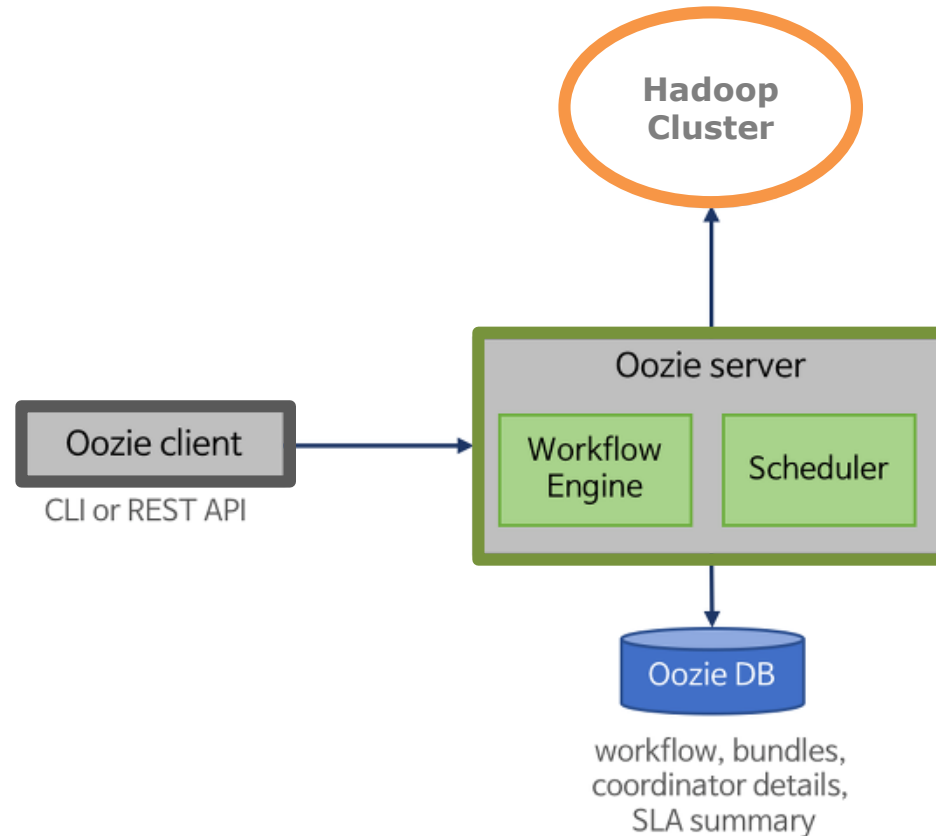 Hadoop
Cluster
Oozie server
Oozie client
Workflow
Engine
Scheduler
CLI or REST API
Oozie DB
workflow, bundles,
coordinator details,
SLA summary